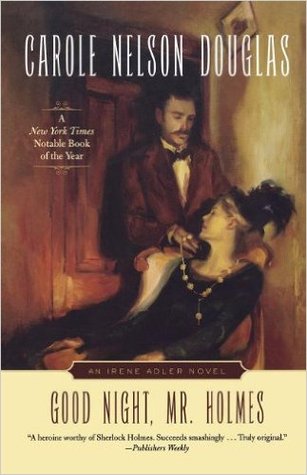 CAROLE NELSON DOUGLAS
A
New York Times
Notable Book
of the Year
AN IRENE ADLER NOVEL
GOOD NIGHT, MR. HOLMES
"A heroine worthy of Sherlock Holmes. Succeeds smashingly . . . Truly original."
—Publishers Weekly